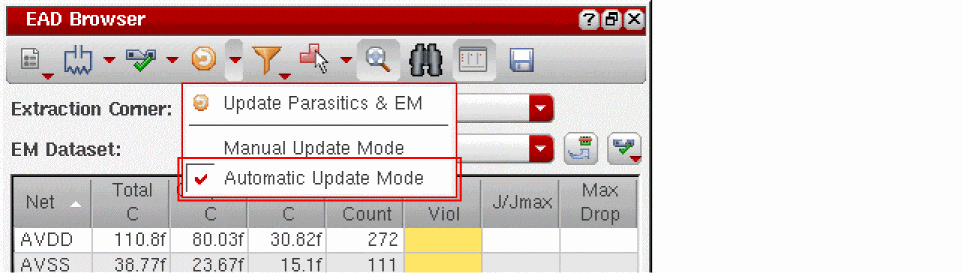 EAD Browser
Extraction Corner:
Update Parasitics & EM
EM Dataset:
Manual Update Mode
Automatic Update Mode
Net Total C C C Count Viol J/Jmax Max Drop
AVDD 110.8f 80.03f 30.82f 272
AVSS 38.77f 23.67f 15.1f 111